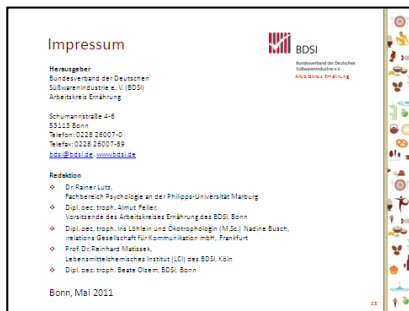 Impressum
BDSI
Bundesverband der Deutschen
Süßwarenindustrie e.V.
Arbeitskreis Ernährung
Herausgeber
Bundesverband der Deutschen
Süßwarenindustrie e. V. (BDSI)
Arbeitskreis Ernährung
Schumannstraße 4-6
53113 Bonn
Telefon: 0228 26007-0
Telefax: 0228 26007-89
bdsi@bdsi.de, www.bdsi.de
Redaktion
❖ Dr. Rainer Lutz,
Fachbereich Psychologie an der Philipps-Universität Marburg
❖ Dipl. oec. troph. Almut Feller,
Vorsitzende des Arbeitskreises Ernährung des BDSI, Bonn
❖ Dipl. oec. troph. Iris Löhlein und Ökotrophologin (M.Sc.) Nadine Busch,
:relations Gesellschaft für Kommunikation mbH, Frankfurt
❖ Prof. Dr. Reinhard Matissek,
Lebensmittelchemisches Institut (LCI) des BDSI, Köln
❖ Dipl. oec. troph. Beate Olzem, BDSI, Bonn
Bonn, Mai 2011